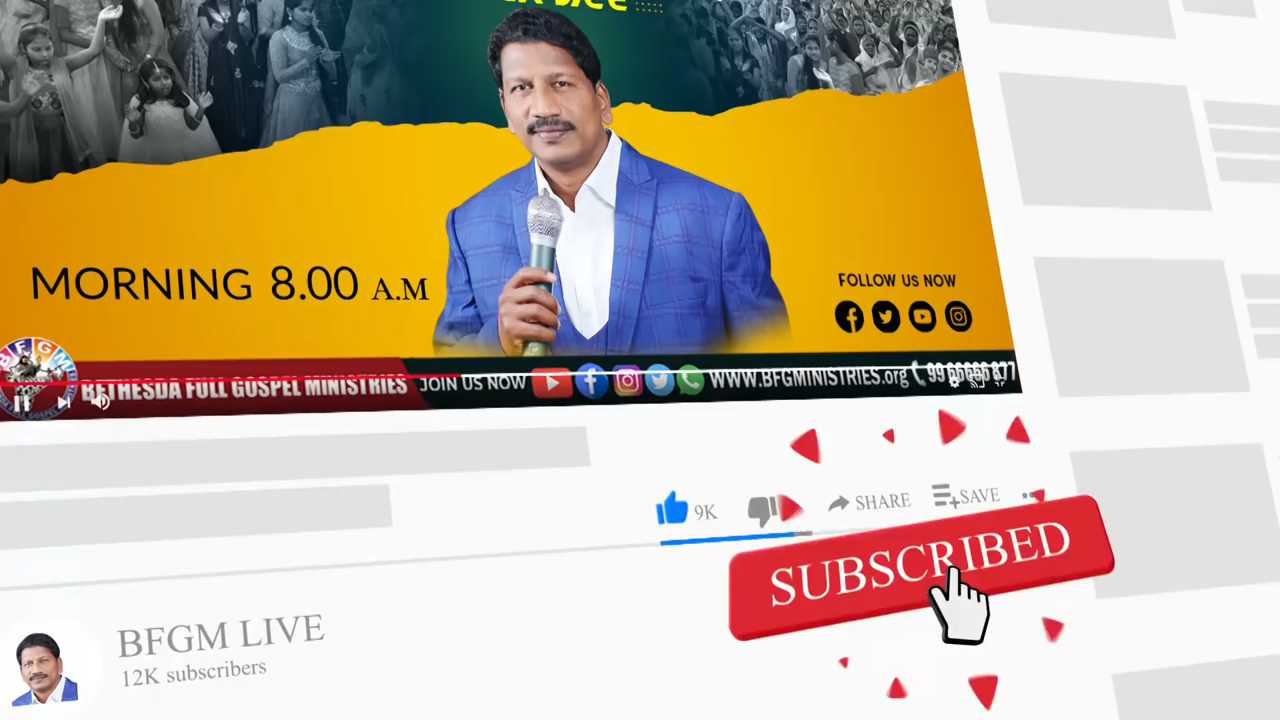 MORNING 8.00 A.M
FOLLOW US NOW
BFGM
BETHESDA FULL GOSPEL MINISTRIES
JOIN US NOW
WWW.BFGMINISTRIES.org
9K
SHARE
SAVE
SUBSCRIBED
BFGM LIVE
12K subscribers